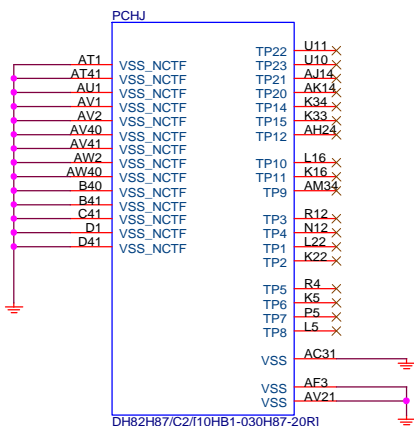 PCHJ
AT1 VSS_NCTF
AT41 VSS_NCTF
AU1 VSS_NCTF
AV1 VSS_NCTF
AV2 VSS_NCTF
AV40 VSS_NCTF
AV41 VSS_NCTF
AW2 VSS_NCTF
AW40 VSS_NCTF
B40 VSS_NCTF
B41 VSS_NCTF
C41 VSS_NCTF
D1 VSS_NCTF
D41 VSS_NCTF
TP22 U11
TP23 U10
TP21 AJ14
TP20 AK14
TP14 K34
TP15 K33
TP12 AH24
TP10 L16
TP11 K16
TP9 AM34
TP3 R12
TP4 N12
TP1 L22
TP2 K22
TP5 R4
TP6 K5
TP7 P5
TP8 L5
VSS AC31
VSS AF3
VSS AV21
DH82H87/C2/[10HB1-030H87-20R]